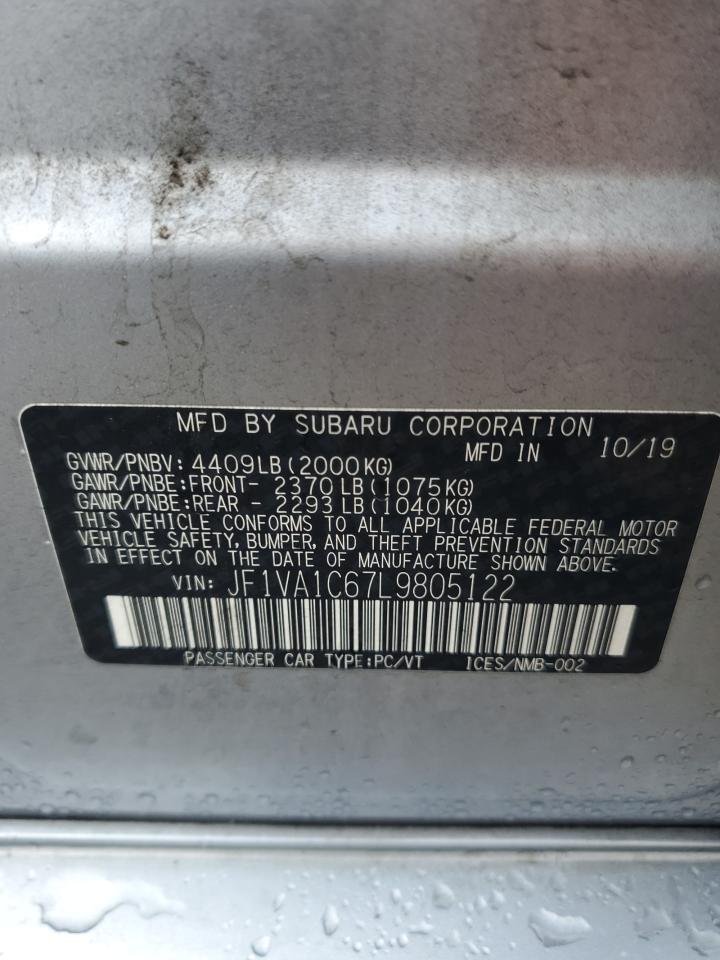 MFD BY SUBARU CORPORATION
MFD IN 10/19
GVWR/PNBV: 4409LB(2000KG)
GAWR/PNBE:FRONT- 2370LB(1075KG)
GAWR/PNBE:REAR - 2293LB(1040KG)
THIS VEHICLE CONFORMS TO ALL APPLICABLE FEDERAL MOTOR
VEHICLE SAFETY, BUMPER, AND THEFT PREVENTION STANDARDS
IN EFFECT ON THE DATE OF MANUFACTURE SHOWN ABOVE.
VIN: JF1VA1C67L9805122
PASSENGER CAR TYPE:PC/VT ICES/NMB-002